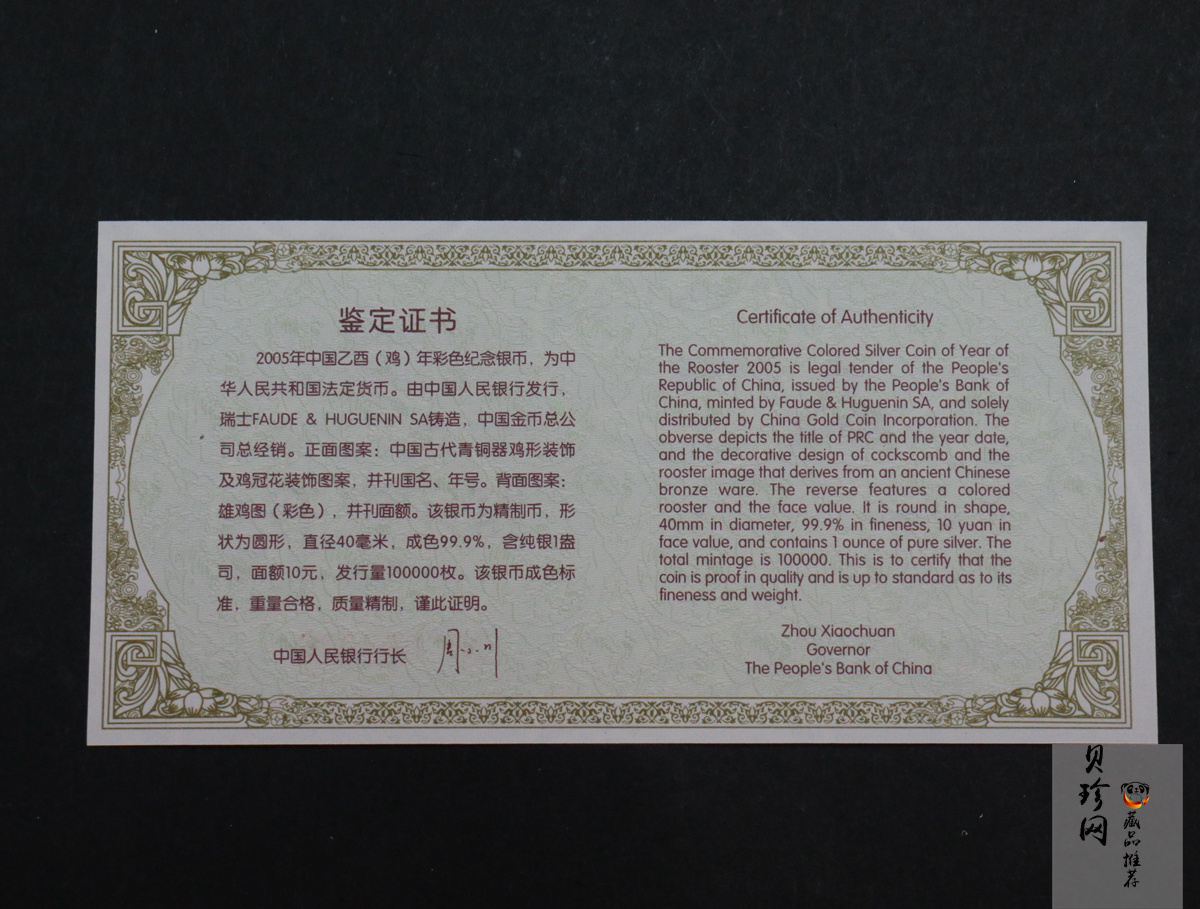 鉴定证书
2005年中国乙酉（鸡）年彩色纪念银币，为中
华人民共和国法定货币。由中国人民银行发行，
瑞士FAUDE & HUGUENIN SA铸造，中国金币总公
司总经销。正面图案：中国古代青铜器鸡形装饰
及鸡冠花装饰图案，并刊国名、年号。背面图案：
雄鸡图（彩色），并刊面额。该银币为精制币，形
状为圆形，直径40毫米，成色99.9%，含纯银1盎
司，面额10元，发行量100000枚。该银币成色标
准，重量合格，质量精制，谨此证明。
中国人民银行行长 周小川
Certificate of Authenticity
The Commemorative Colored Silver Coin of Year of
the Rooster 2005 is legal tender of the People's
Republic of China, issued by the People's Bank of
China, minted by Faude & Huguenin SA, and solely
distributed by China Gold Coin Incorporation. The
obverse depicts the title of PRC and the year date,
and the decorative design of cockscomb and the
rooster image that derives from an ancient Chinese
bronze ware. The reverse features a colored
rooster and the face value. It is round in shape,
40mm in diameter, 99.9% in fineness, 10 yuan in
face value, and contains 1 ounce of pure silver. The
total mintage is 100000. This is to certify that the
coin is proof in quality and is up to standard as to its
fineness and weight.
Zhou Xiaochuan
Governor
The People's Bank of China
贝珍网
藏品推荐